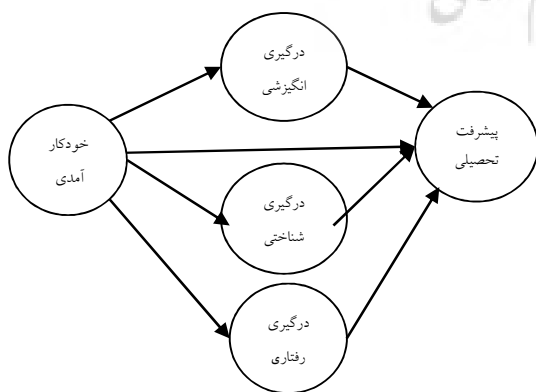 درگیری
انگیزشی
خودکار
آمدی
پیشرفت
تحصیلی
درگیری
شناختی
درگیری
رفتاری